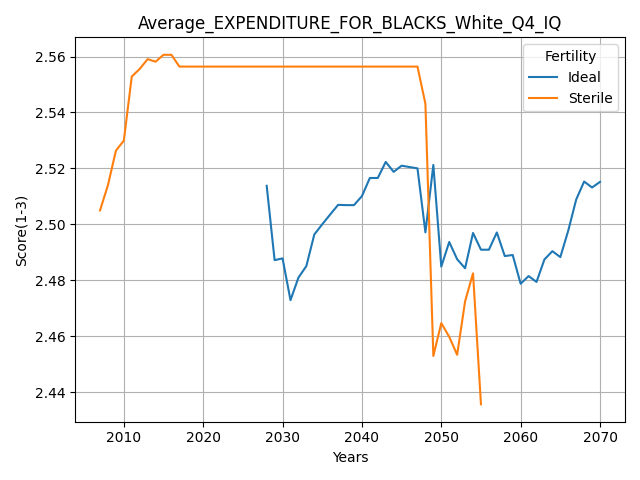 Average_EXPENDITURE_FOR_BLACKS_White_Q4_IQ
Fertility
Ideal
Sterile
Score(1-3)
2.56
2.54
2.52
2.50
2.48
2.46
2.44
2010 2020 2030 2040 2050 2060 2070
Years